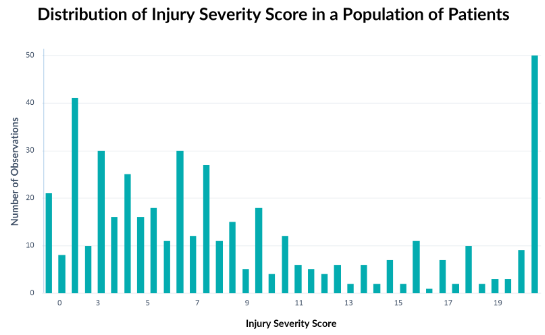 Distribution of Injury Severity Score in a Population of Patients
50
40
30
20
10
0
Number of Observations
0 3 5 7 9 11 13 15 17 19
Injury Severity Score